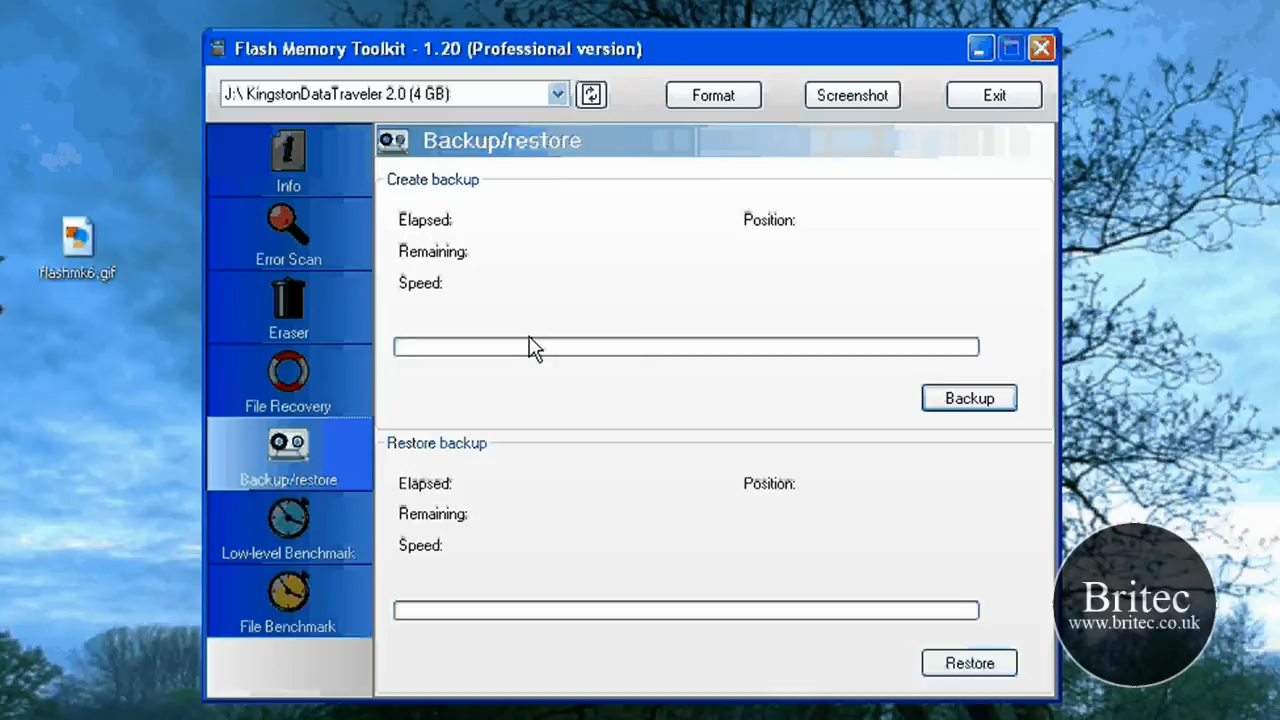 Flash Memory Toolkit - 1.20 (Professional version)
J:\ KingstonDataTraveler 2.0 (4 GB)
Format
Screenshot
Exit
Info
Error Scan
Eraser
File Recovery
Backup/restore
Low-level Benchmark
File Benchmark
Backup/restore
Create backup
Elapsed:
Position:
Remaining:
Speed:
Backup
Restore backup
Elapsed:
Position:
Remaining:
Speed:
Restore
flashmk6.gif
Britec
www.britec.co.uk